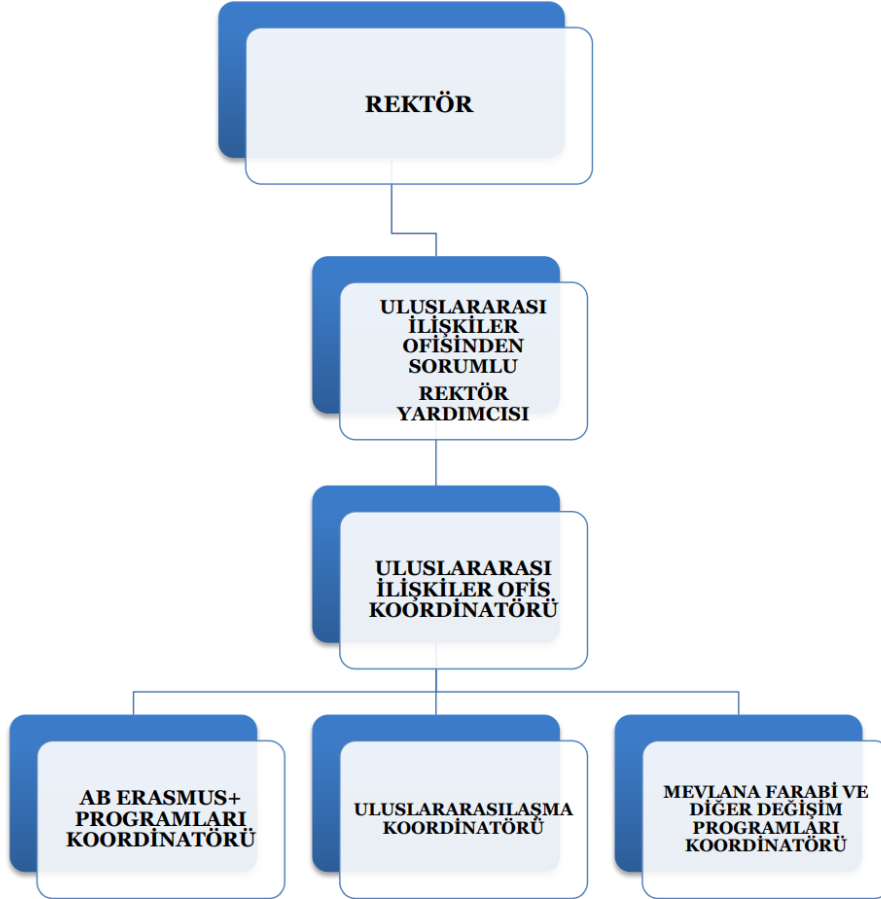 REKTÖR
ULUSLARARASI
İLİŞKİLER
OFİSİNDEN
SORUMLU
REKTÖR
YARDIMCISI
ULUSLARARASI
İLİŞKİLER OFİS
KOORDİNATÖRÜ
AB ERASMUS+
PROGRAMLARI
KOORDİNATÖRÜ
ULUSLARARASILAŞMA
KOORDİNATÖRÜ
MEVLANA FARABİ VE
DİĞER DEĞİŞİM
PROGRAMLARI
KOORDİNATÖRÜ